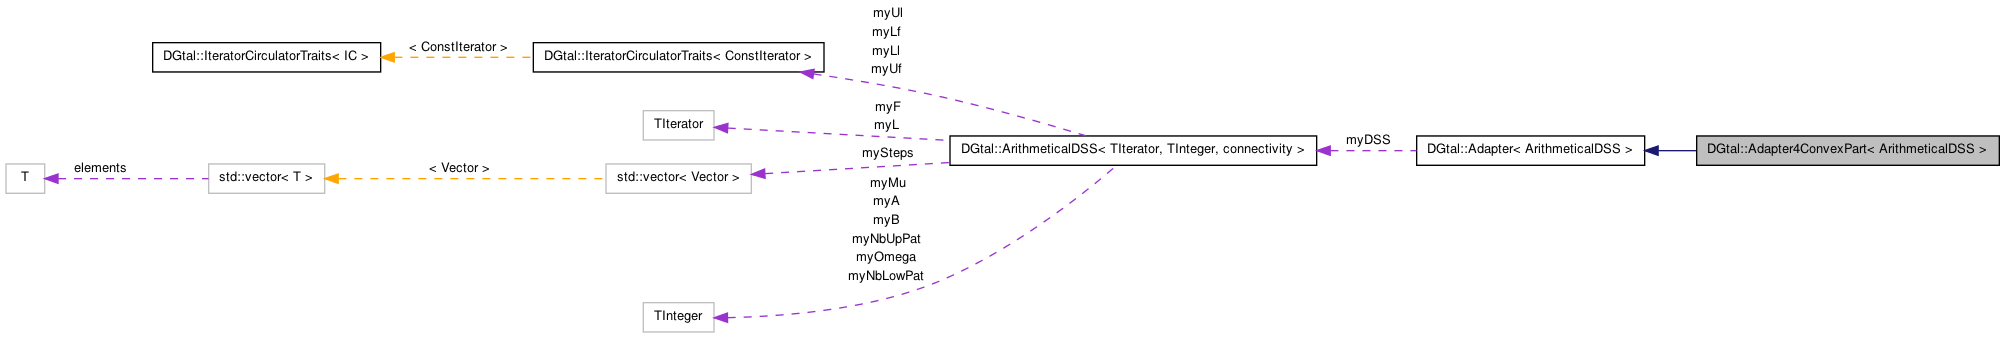 myUl
myLf
myLl
myUf
DGtal::IteratorCirculatorTraits< IC >
< ConstIterator >
DGtal::IteratorCirculatorTraits< ConstIterator >
myF
myL
TIterator
mySteps
DGtal::ArithmeticalDSS< TIterator, TInteger, connectivity >
myDSS
DGtal::Adapter< ArithmeticalDSS >
DGtal::Adapter4ConvexPart< ArithmeticalDSS >
T
elements
std::vector< T >
< Vector >
std::vector< Vector >
myMu
myA
myB
myNbUpPat
myOmega
myNbLowPat
TInteger